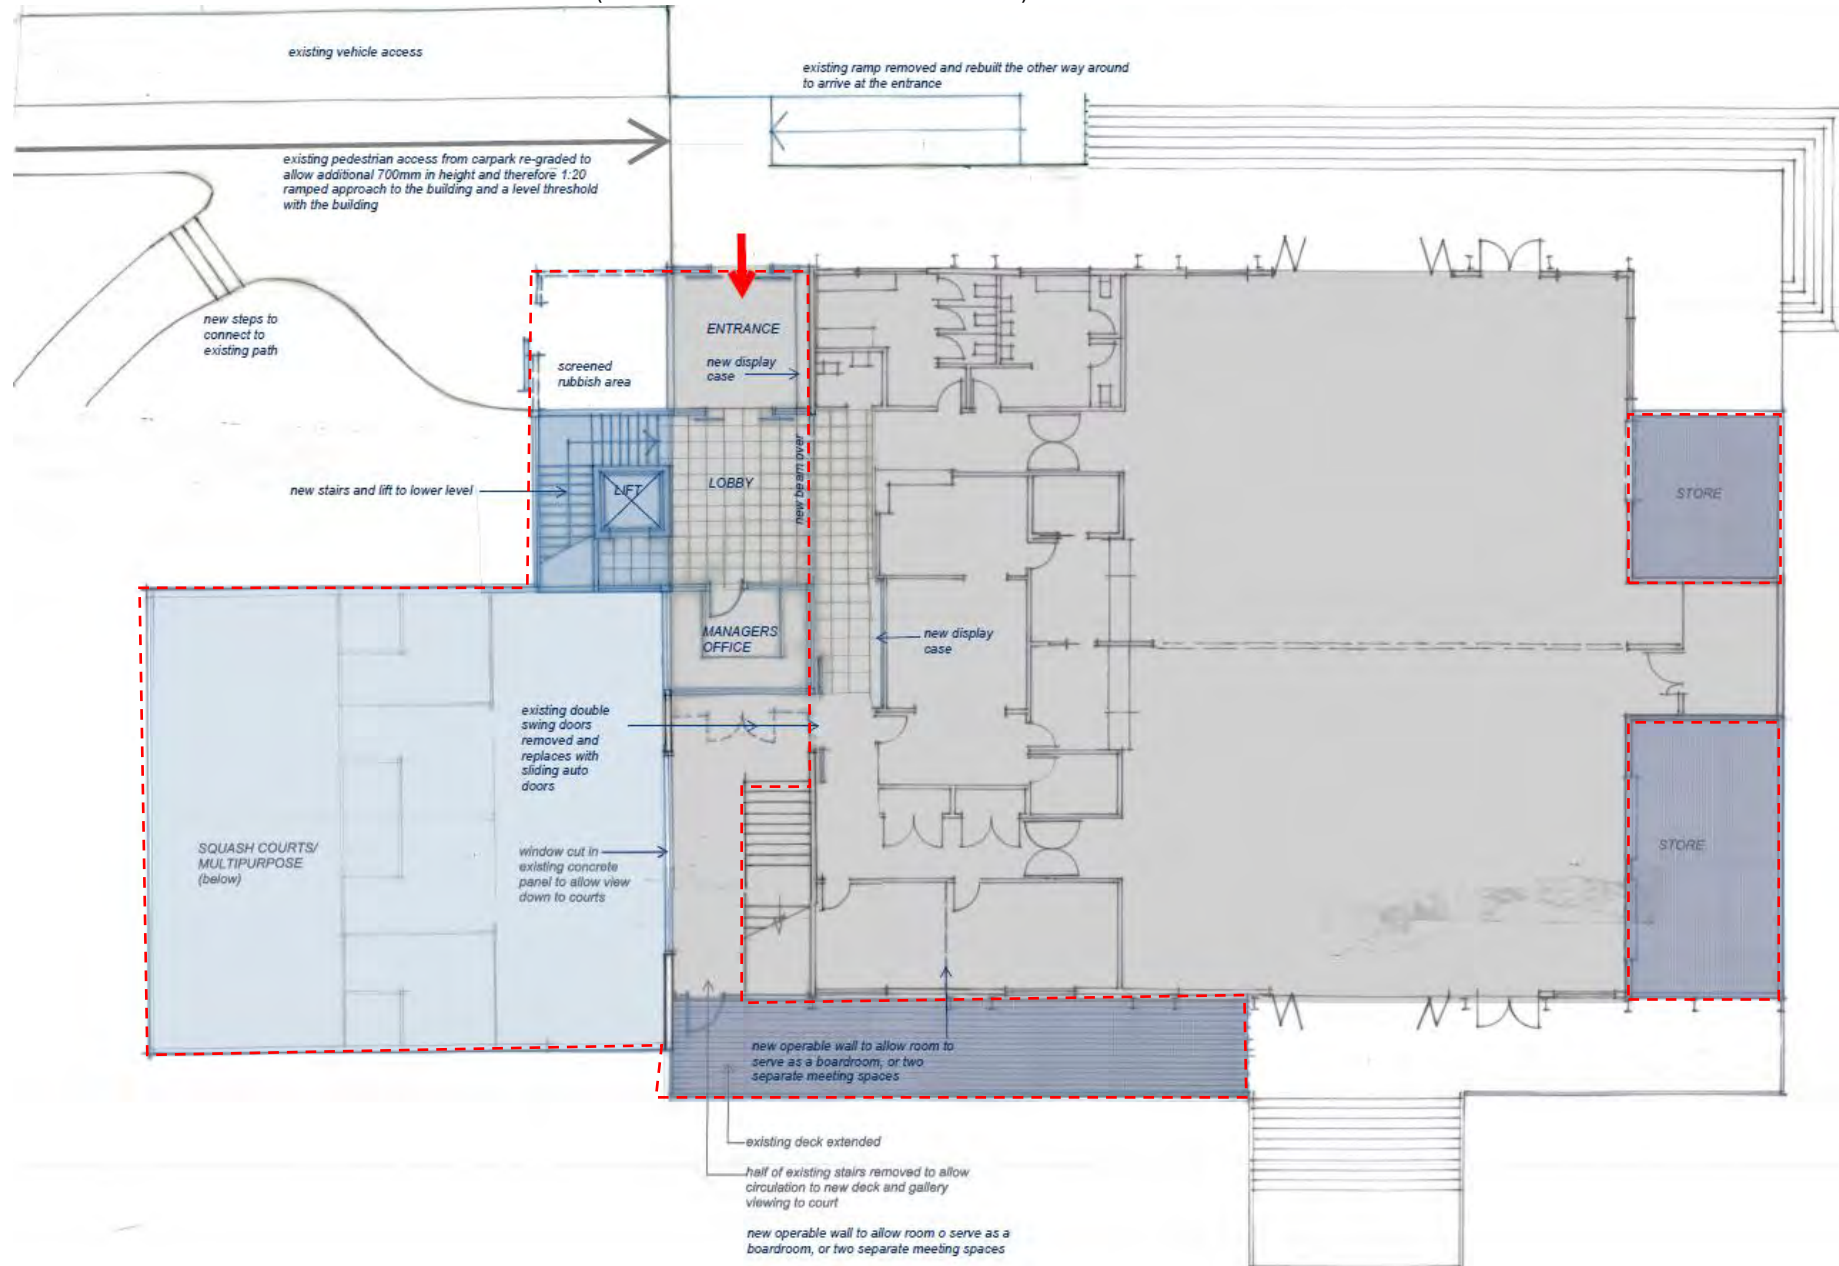 existing vehicle access
existing ramp removed and rebuilt the other way around
to arrive at the entrance
existing pedestrian access from carpark re-graded to
allow additional 700mm in height and therefore 1:20
ramped approach to the building and a level threshold
with the building
new steps to
connect to
existing path
screened
rubbish area
ENTRANCE
new display
case
new stairs and lift to lower level
LIFT
LOBBY
new beam over
STORE
MANAGERS
OFFICE
new display
case
existing double
swing doors
removed and
replaces with
sliding auto
doors
SQUASH COURTS/
MULTIPURPOSE
(below)
window cut in
existing concrete
panel to allow view
down to courts
STORE
new operable wall to allow room to
serve as a boardroom, or two
separate meeting spaces
existing deck extended
half of existing stairs removed to allow
circulation to new deck and gallery
viewing to court
new operable wall to allow room o serve as a
boardroom, or two separate meeting spaces